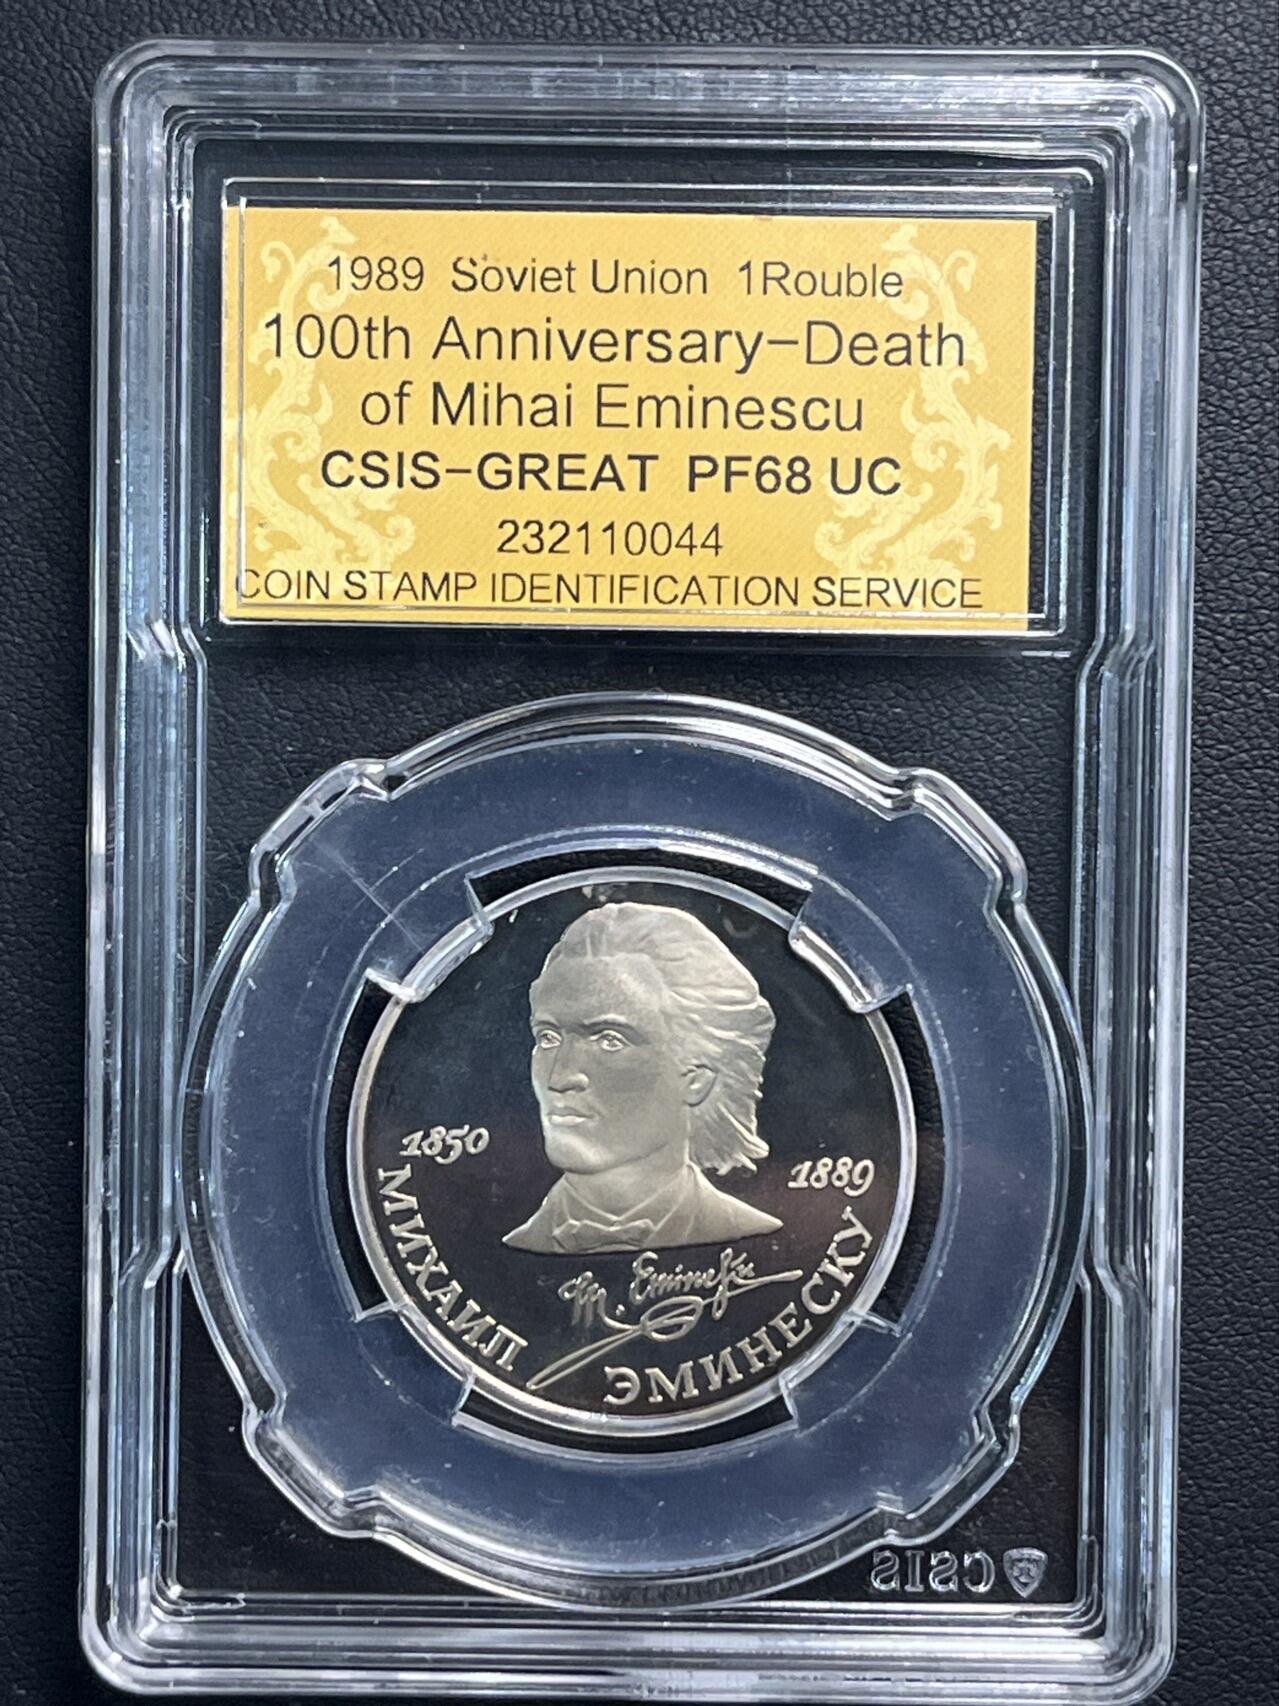 1989 Soviet Union 1Rouble
100th Anniversary-Death
of Mihai Eminescu
CSIS-GREAT PF68 UC
232110044
COIN STAMP IDENTIFICATION SERVICE
1850
1889
МИХАИЛ
ЭМИНЕСКУ
M. Eminescu
CSIS